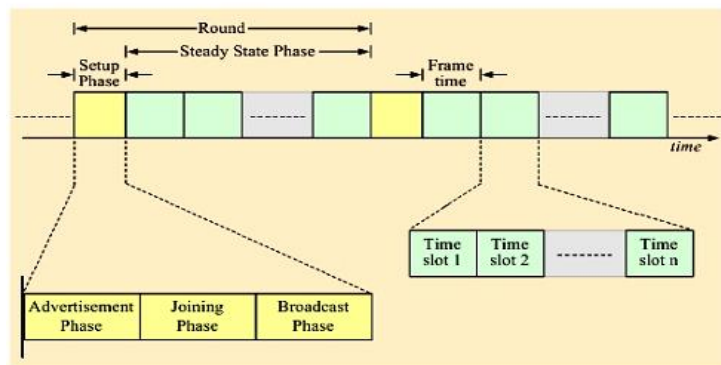 Round
Steady State Phase
Setup
Phase
Frame
time
time
Time
slot 1
Time
slot 2
Time
slot n
Advertisement
Phase
Joining
Phase
Broadcast
Phase